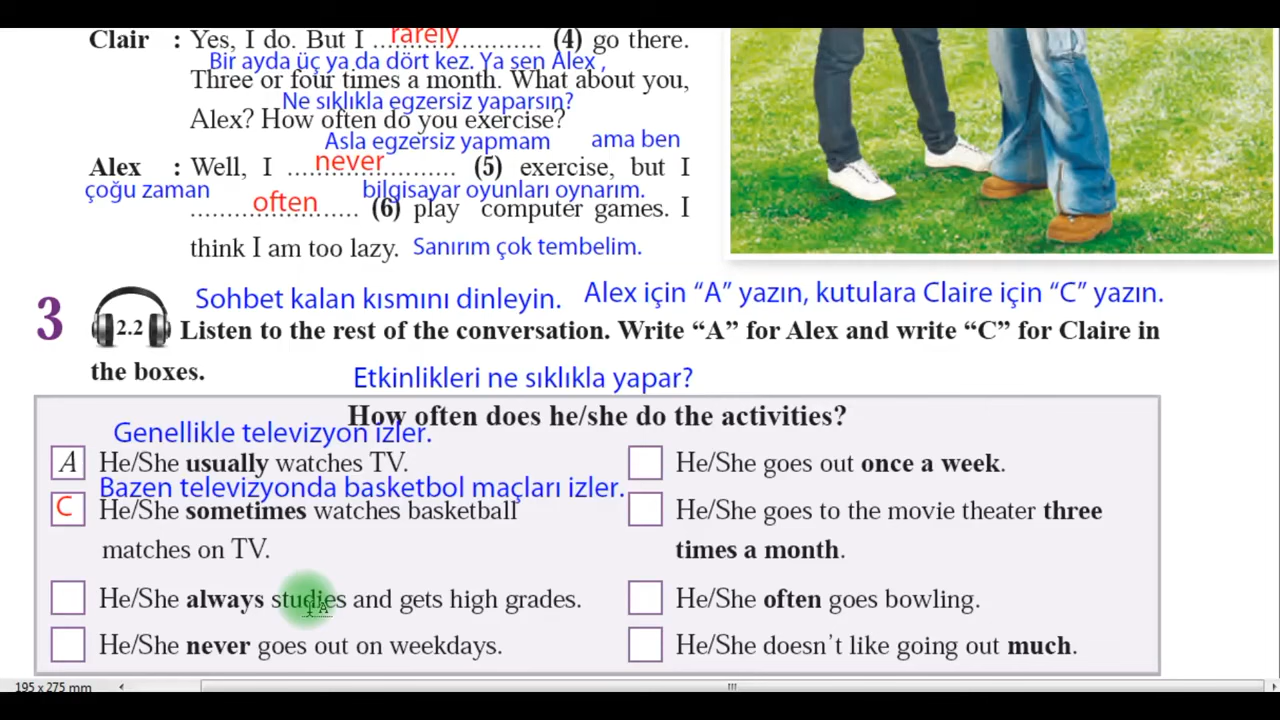 rarely
Clair : Yes, I do. But I ......................... (4) go there.
Bir ayda üç ya da dört kez. Ya sen Alex ,
Three or four times a month. What about you,
Ne sıklıkla egzersiz yaparsın?
Alex? How often do you exercise?
Asla egzersiz yapmam ama ben
never
Alex : Well, I ......................... (5) exercise, but I
çoğu zaman bilgisayar oyunları oynarım.
often
......................... (6) play computer games. I
think I am too lazy. Sanırım çok tembelim.
Sohbet kalan kısmını dinleyin. Alex için “A” yazın, kutulara Claire için “C” yazın.
3 2.2 Listen to the rest of the conversation. Write “A” for Alex and write “C” for Claire in
the boxes.
Etkinlikleri ne sıklıkla yapar?
How often does he/she do the activities?
Genellikle televizyon izler.
A He/She usually watches TV.
Bazen televizyonda basketbol maçları izler.
C He/She sometimes watches basketball
matches on TV.
He/She always studies and gets high grades.
He/She never goes out on weekdays.
He/She goes out once a week.
He/She goes to the movie theater three
times a month.
He/She often goes bowling.
He/She doesn’t like going out much.
195 x 275 mm